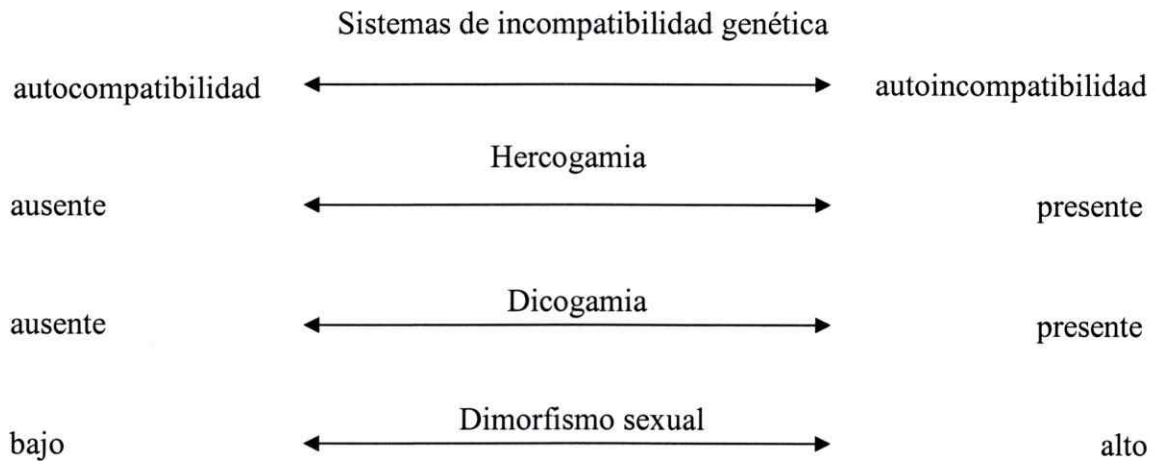 Sistemas de incompatibilidad genética
autocompatibilidad autoincompatibilidad
Hercogamia
ausente presente
Dicogamia
ausente presente
Dimorfismo sexual
bajo alto